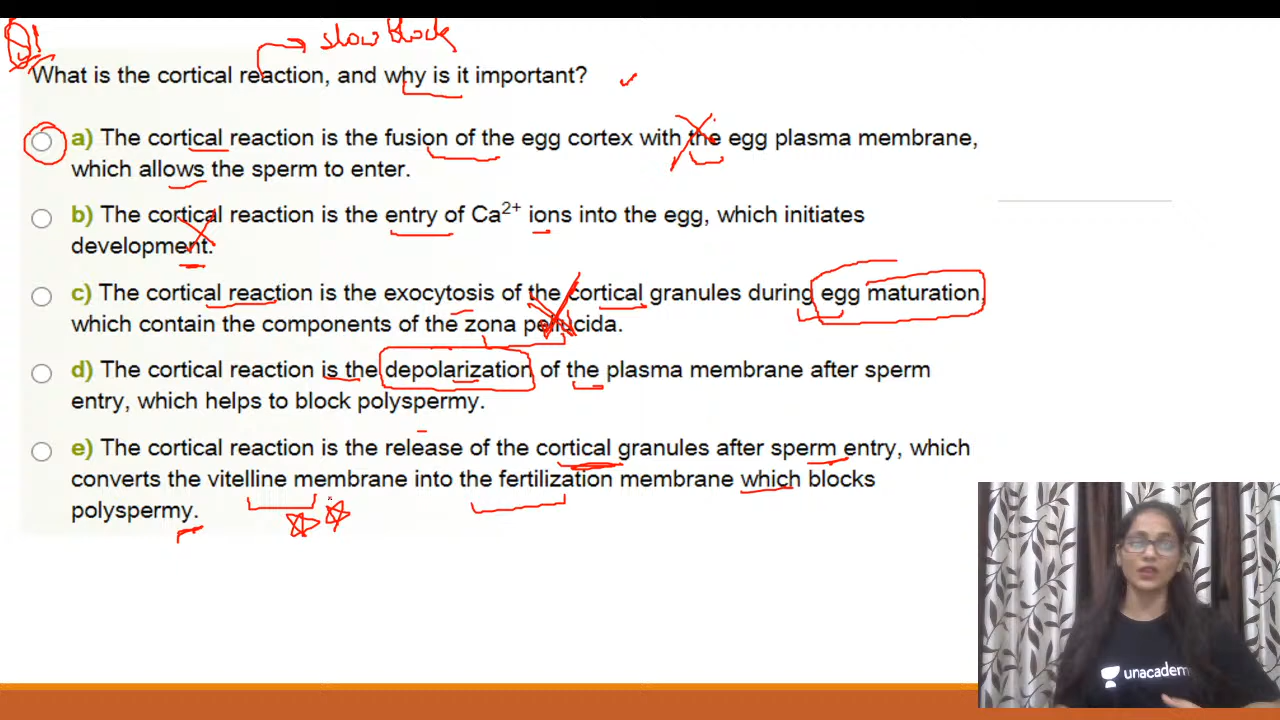 Q1
slow block
What is the cortical reaction, and why is it important?
a) The cortical reaction is the fusion of the egg cortex with the egg plasma membrane,
which allows the sperm to enter.
b) The cortical reaction is the entry of Ca²⁺ ions into the egg, which initiates
development.
c) The cortical reaction is the exocytosis of the cortical granules during egg maturation,
which contain the components of the zona pellucida.
d) The cortical reaction is the depolarization of the plasma membrane after sperm
entry, which helps to block polyspermy.
e) The cortical reaction is the release of the cortical granules after sperm entry, which
converts the vitelline membrane into the fertilization membrane which blocks
polyspermy.
unacadem